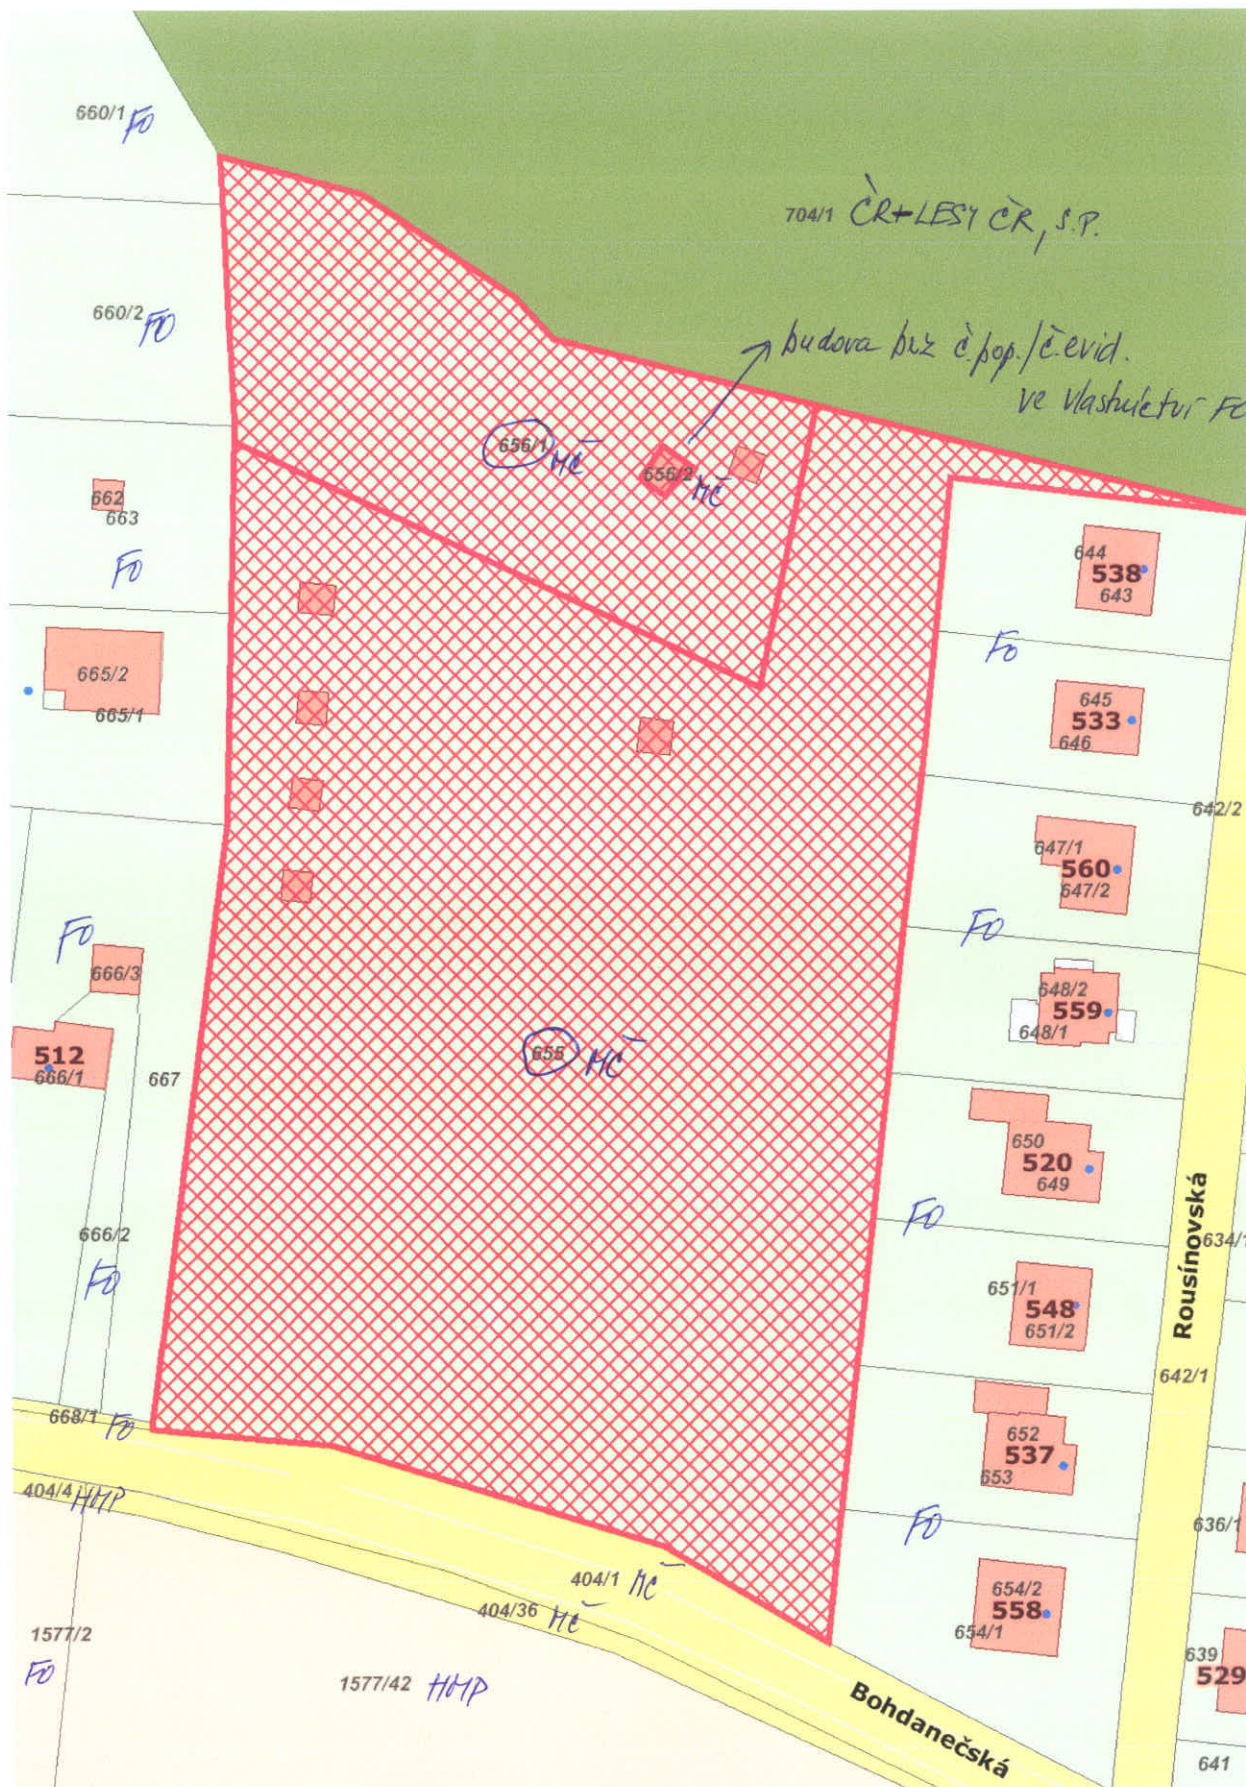 660/1 FO
704/1 ČR+LESY ČR, S.P.
660/2 FO
budova bez č.pop./č.evid.
ve vlastnictví FO
656/1 MČ
656/2 MČ
662
663
FO
644
538
643
FO
665/2
665/1
645
533
646
642/2
647/1
560
647/2
FO
FO
666/3
648/2
559
648/1
512
666/1
667
655 MČ
650
520
649
FO
666/2
FO
Rousínovská
634/1
651/1
548
651/2
642/1
668/1 FO
652
537
653
404/4 HMP
FO
636/1
404/1 MČ
404/36 MČ
654/2
558
654/1
1577/2
FO
1577/42 HMP
639
529
Bohdanečská
641